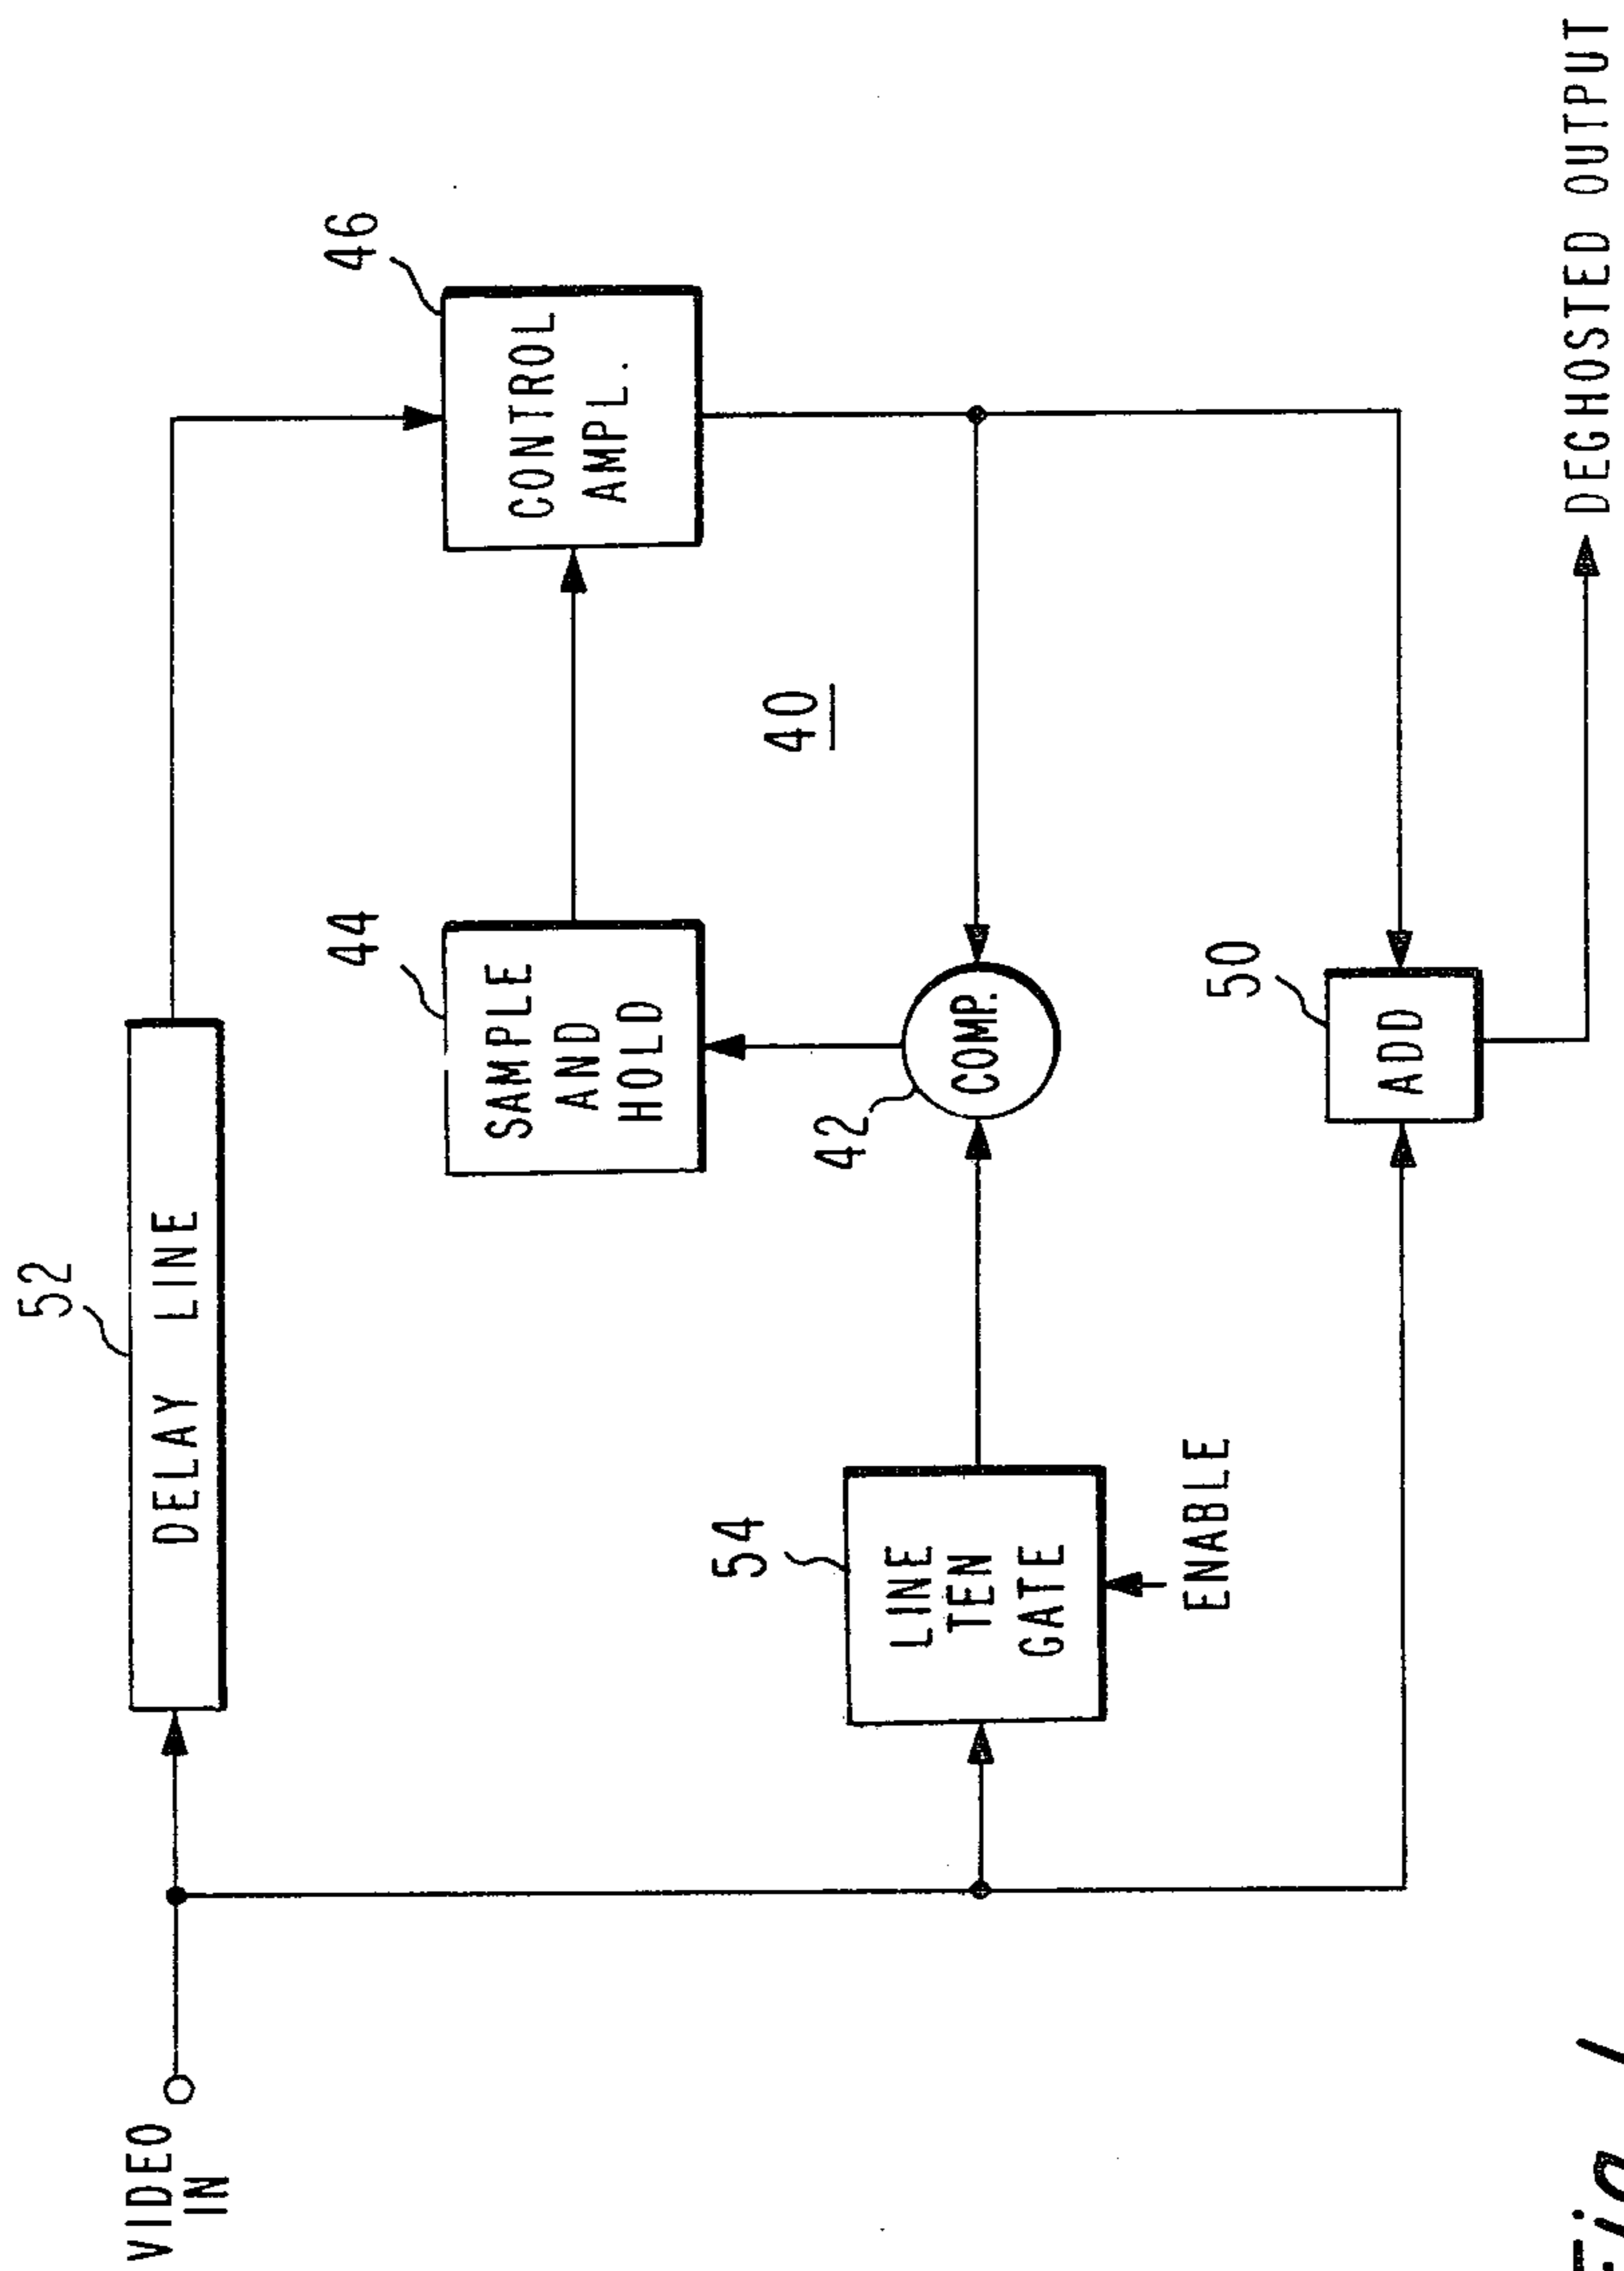 52
DELAY LINE
VIDEO
IN
44
SAMPLE
AND
HOLD
46
CONTROL
AMPL.
40
54
LINE
TEN
GATE
ENABLE
42
COMP.
50
ADD
DEGHOSTED OUTPUT